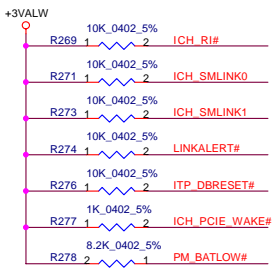 +3VALW
10K_0402_5%
R269 1 2 ICH_RI#
10K_0402_5%
R271 1 2 ICH_SMLINK0
10K_0402_5%
R273 1 2 ICH_SMLINK1
10K_0402_5%
R274 1 2 LINKALERT#
10K_0402_5%
R276 1 2 ITP_DBRESET#
1K_0402_5%
R277 1 2 ICH_PCIE_WAKE#
8.2K_0402_5%
R278 2 1 PM_BATLOW#